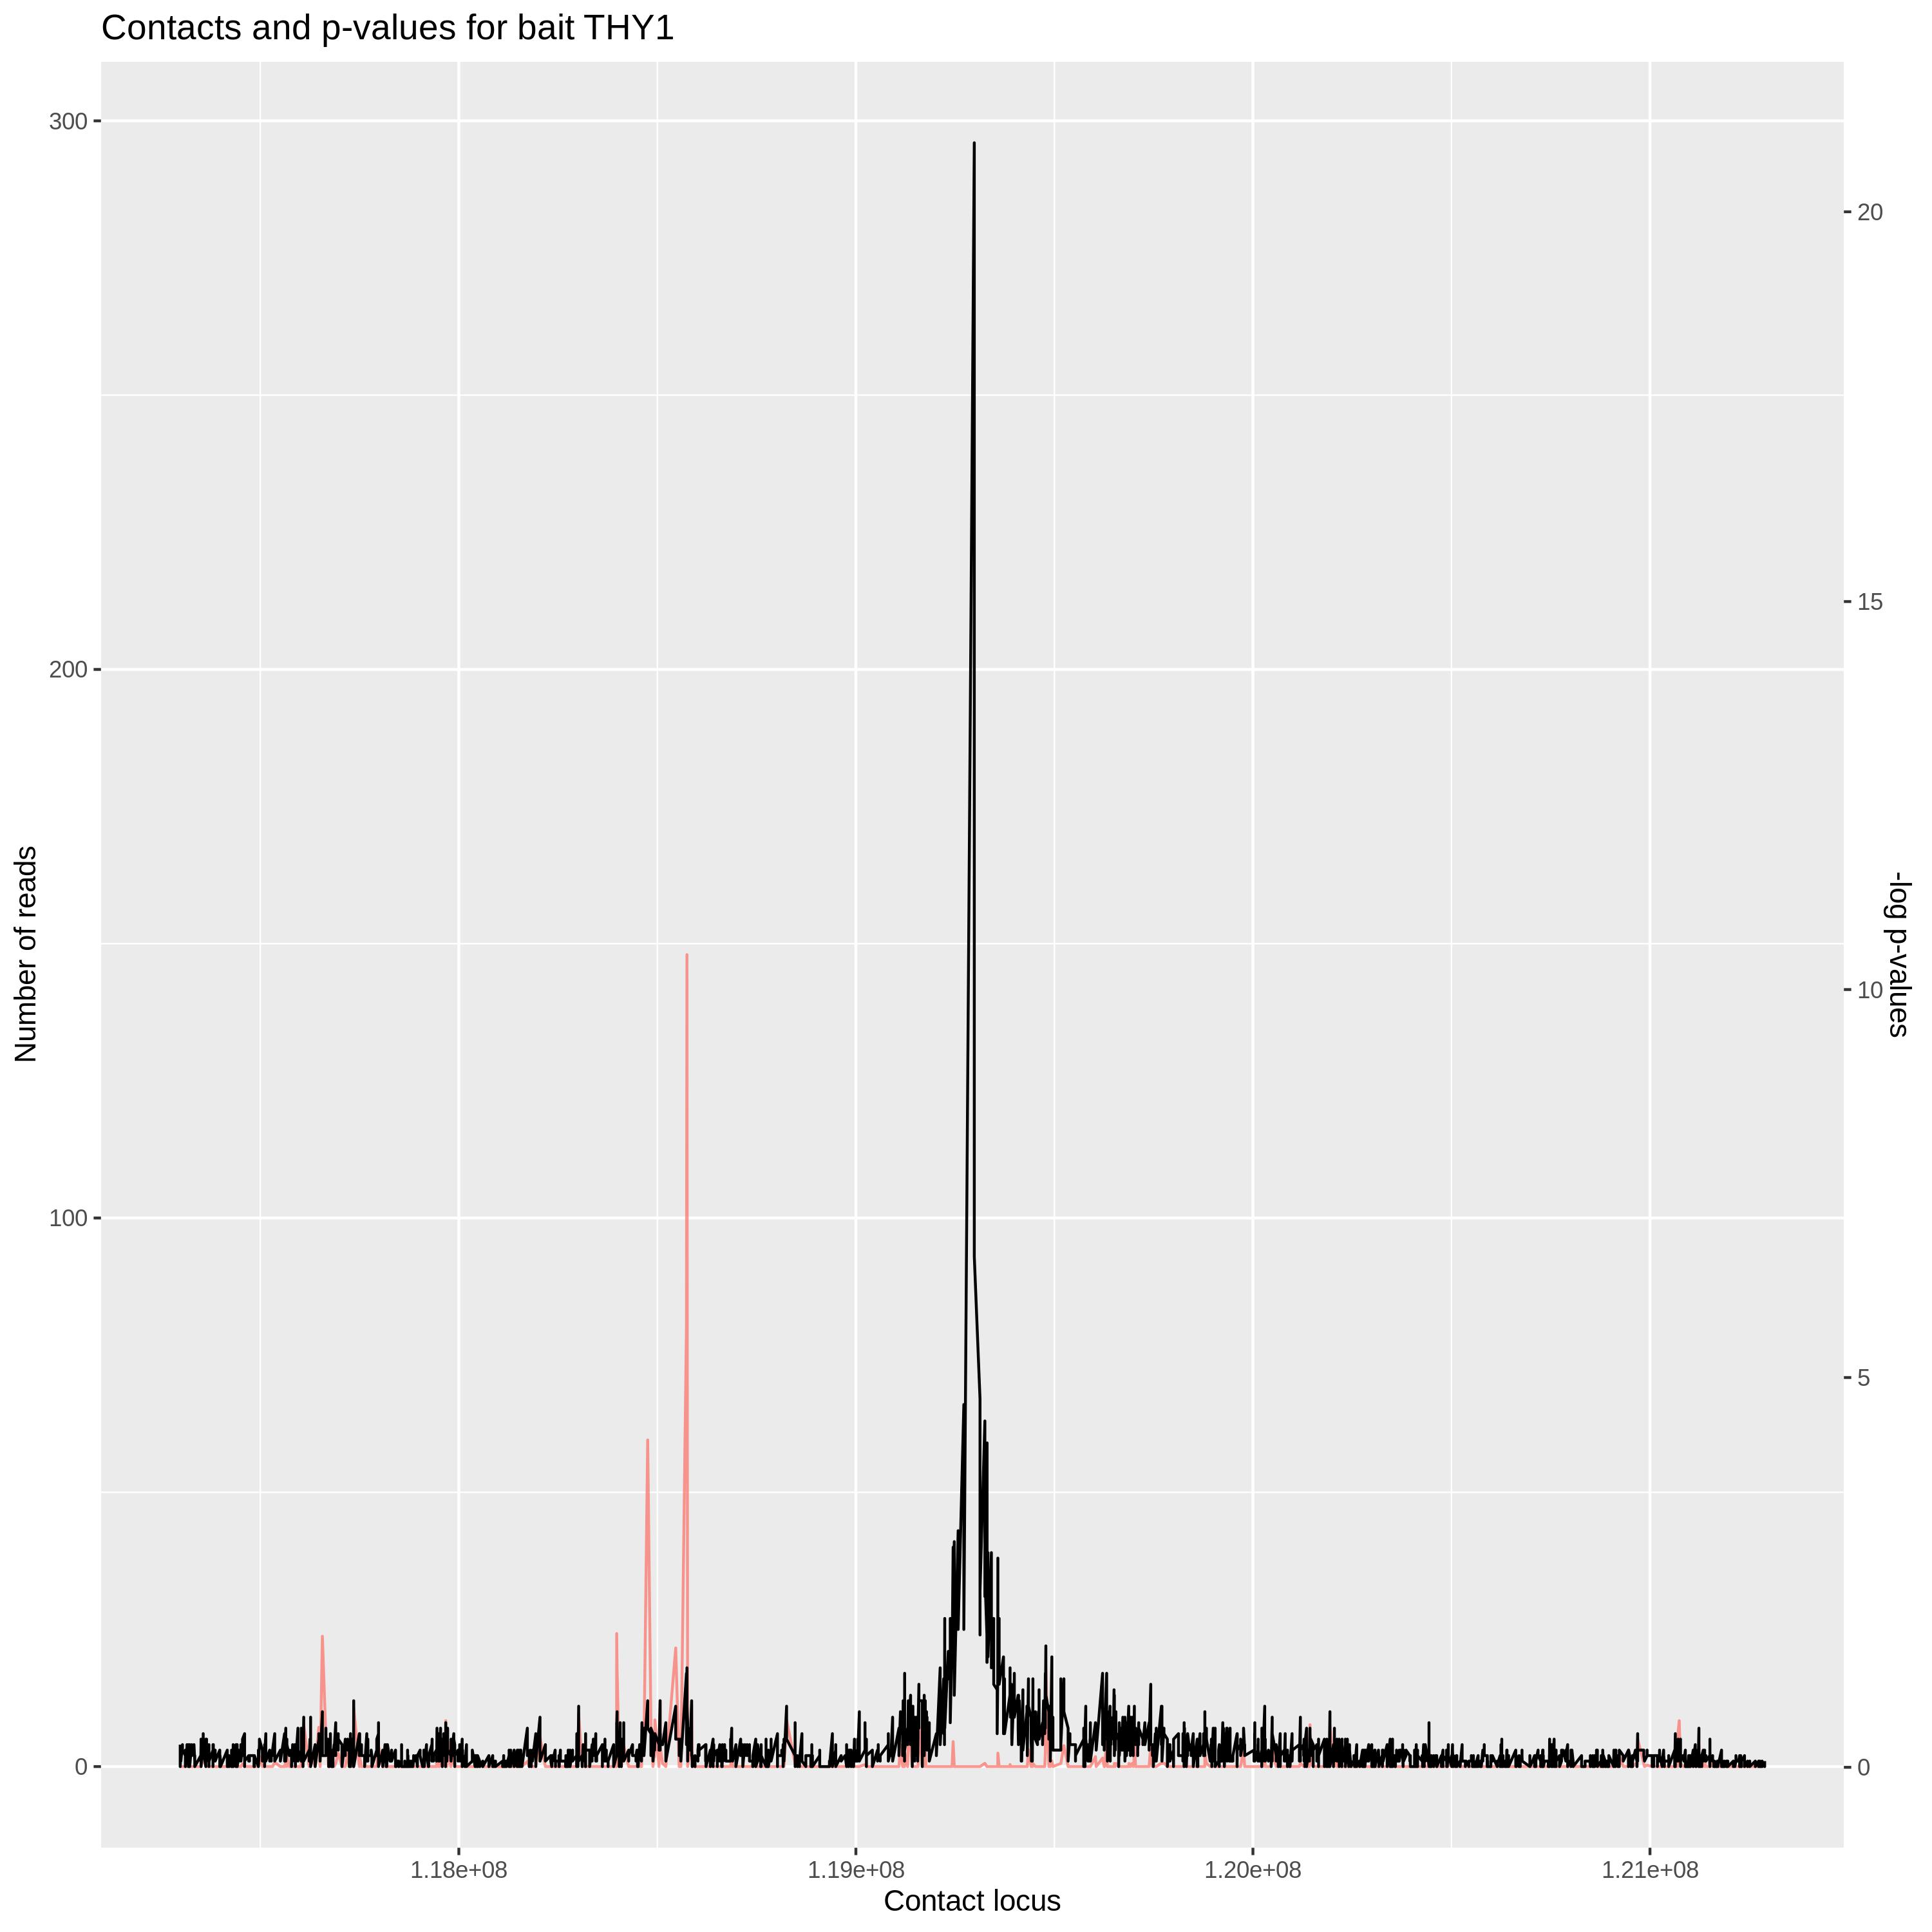 Contacts and p-values for bait THY1
300
200
100
0
Number of reads
20
15
10
5
0
-log p-values
1.18e+08
1.19e+08
1.20e+08
1.21e+08
Contact locus